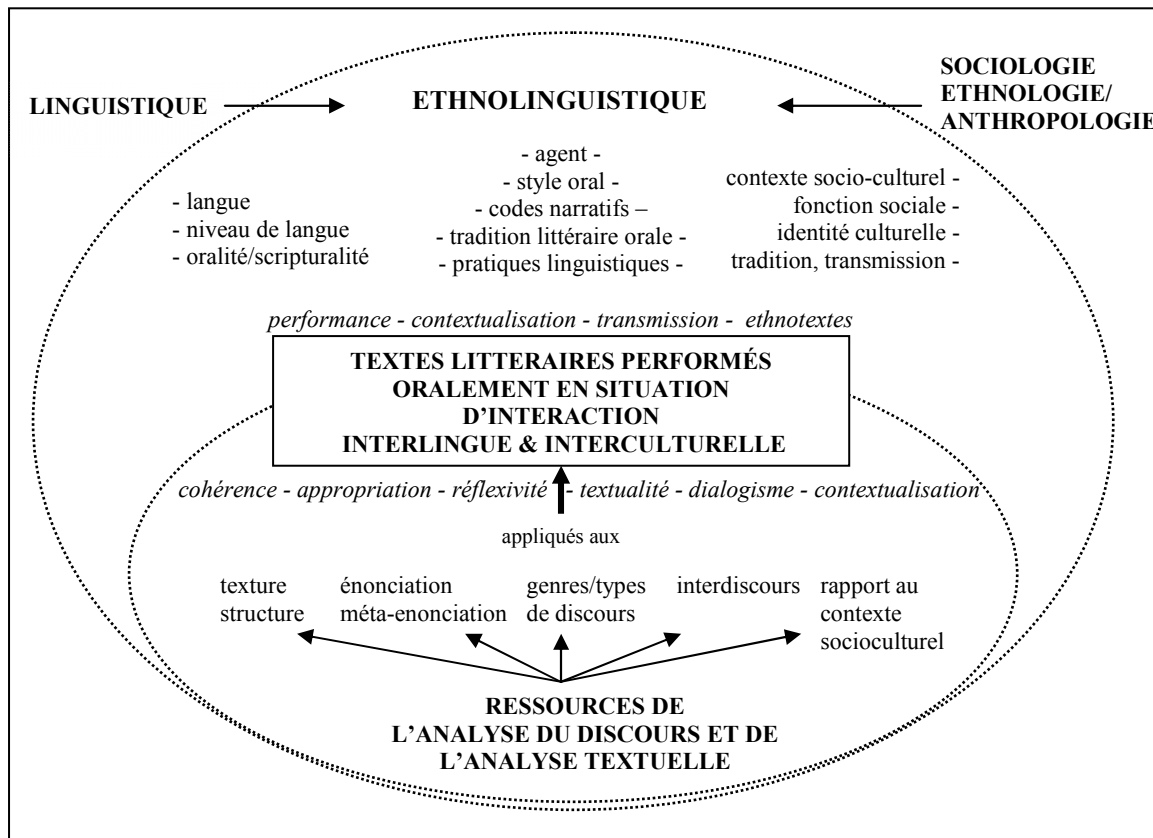 LINGUISTIQUE
ETHNOLINGUISTIQUE
SOCIOLOGIE
ETHNOLOGIE/
ANTHROPOLOGIE
- langue
- niveau de langue
- oralité/scripturalité
- agent -
- style oral -
- codes narratifs –
- tradition littéraire orale -
- pratiques linguistiques -
contexte socio-culturel -
fonction sociale -
identité culturelle -
tradition, transmission -
performance - contextualisation - transmission - ethnotextes
TEXTES LITTERAIRES PERFORMÉS
ORALEMENT EN SITUATION
D’INTERACTION
INTERLINGUE & INTERCULTURELLE
cohérence - appropriation - réflexivité - textualité - dialogisme - contextualisation
appliqués aux
texture
structure
énonciation
méta-enonciation
genres/types
de discours
interdiscours
rapport au
contexte
socioculturel
RESSOURCES DE
L’ANALYSE DU DISCOURS ET DE
L’ANALYSE TEXTUELLE